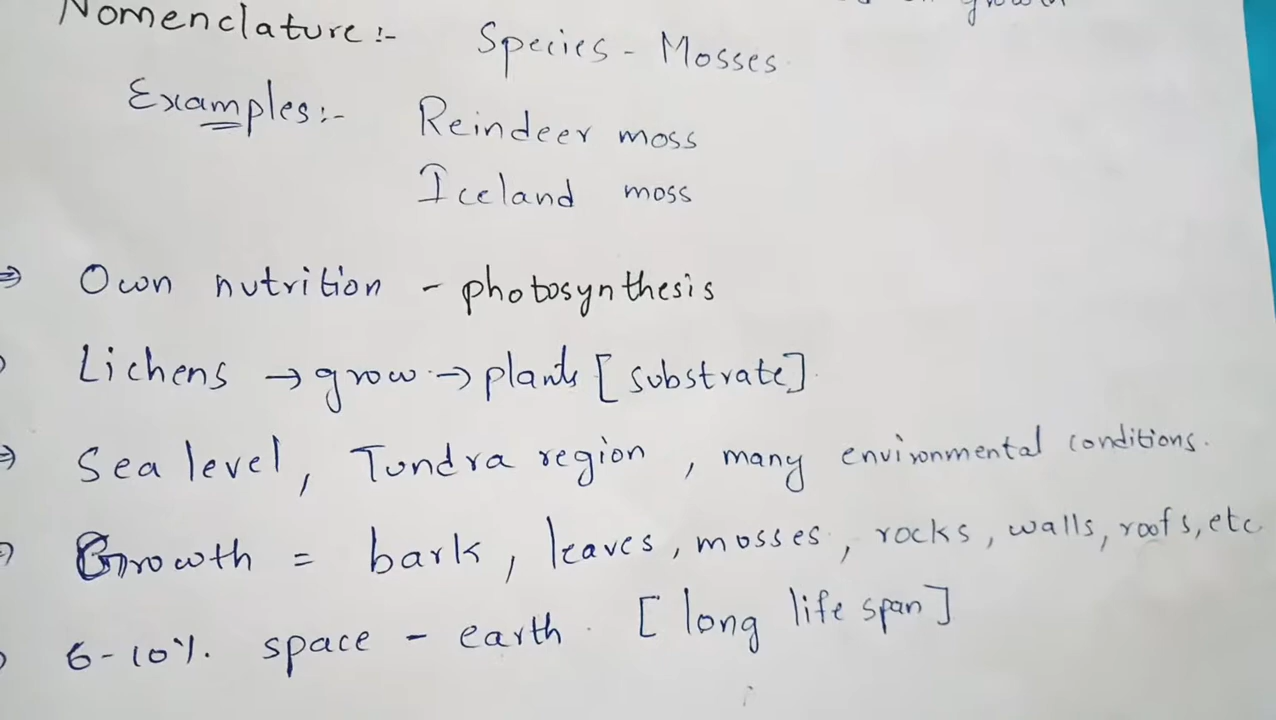 growth
Nomenclature :- Species - Mosses
Examples :- Reindeer moss
Iceland moss
⇒ Own nutrition - photosynthesis
Lichens → grow → plants [substrate]
⇒ Sea level, Tundra region, many environmental conditions.
Growth = bark, leaves, mosses, rocks, walls, roofs, etc
6-10%. space - earth. [long life span]